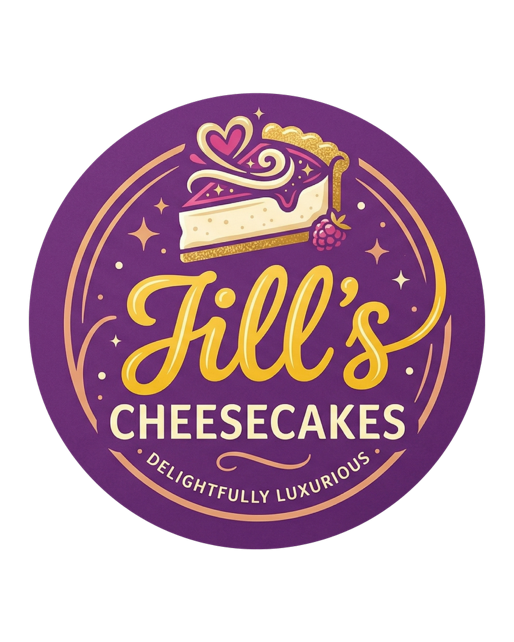 Jill's
CHEESECAKES
• DELIGHTFULLY LUXURIOUS •